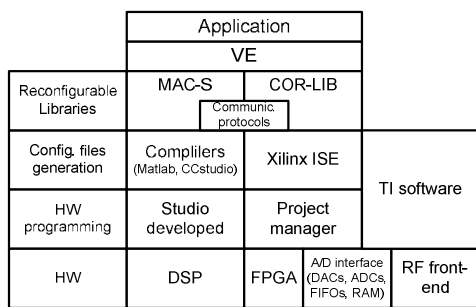 Application
VE
Reconfigurable
Libraries
MAC-S
COR-LIB
Communic.
protocols
Config. files
generation
Complilers
(Matlab, CCstudio)
Xilinx ISE
TI software
HW
programming
Studio
developed
Project
manager
HW
DSP
FPGA
A/D interface
(DACs, ADCs,
FIFOs, RAM)
RF front-
end